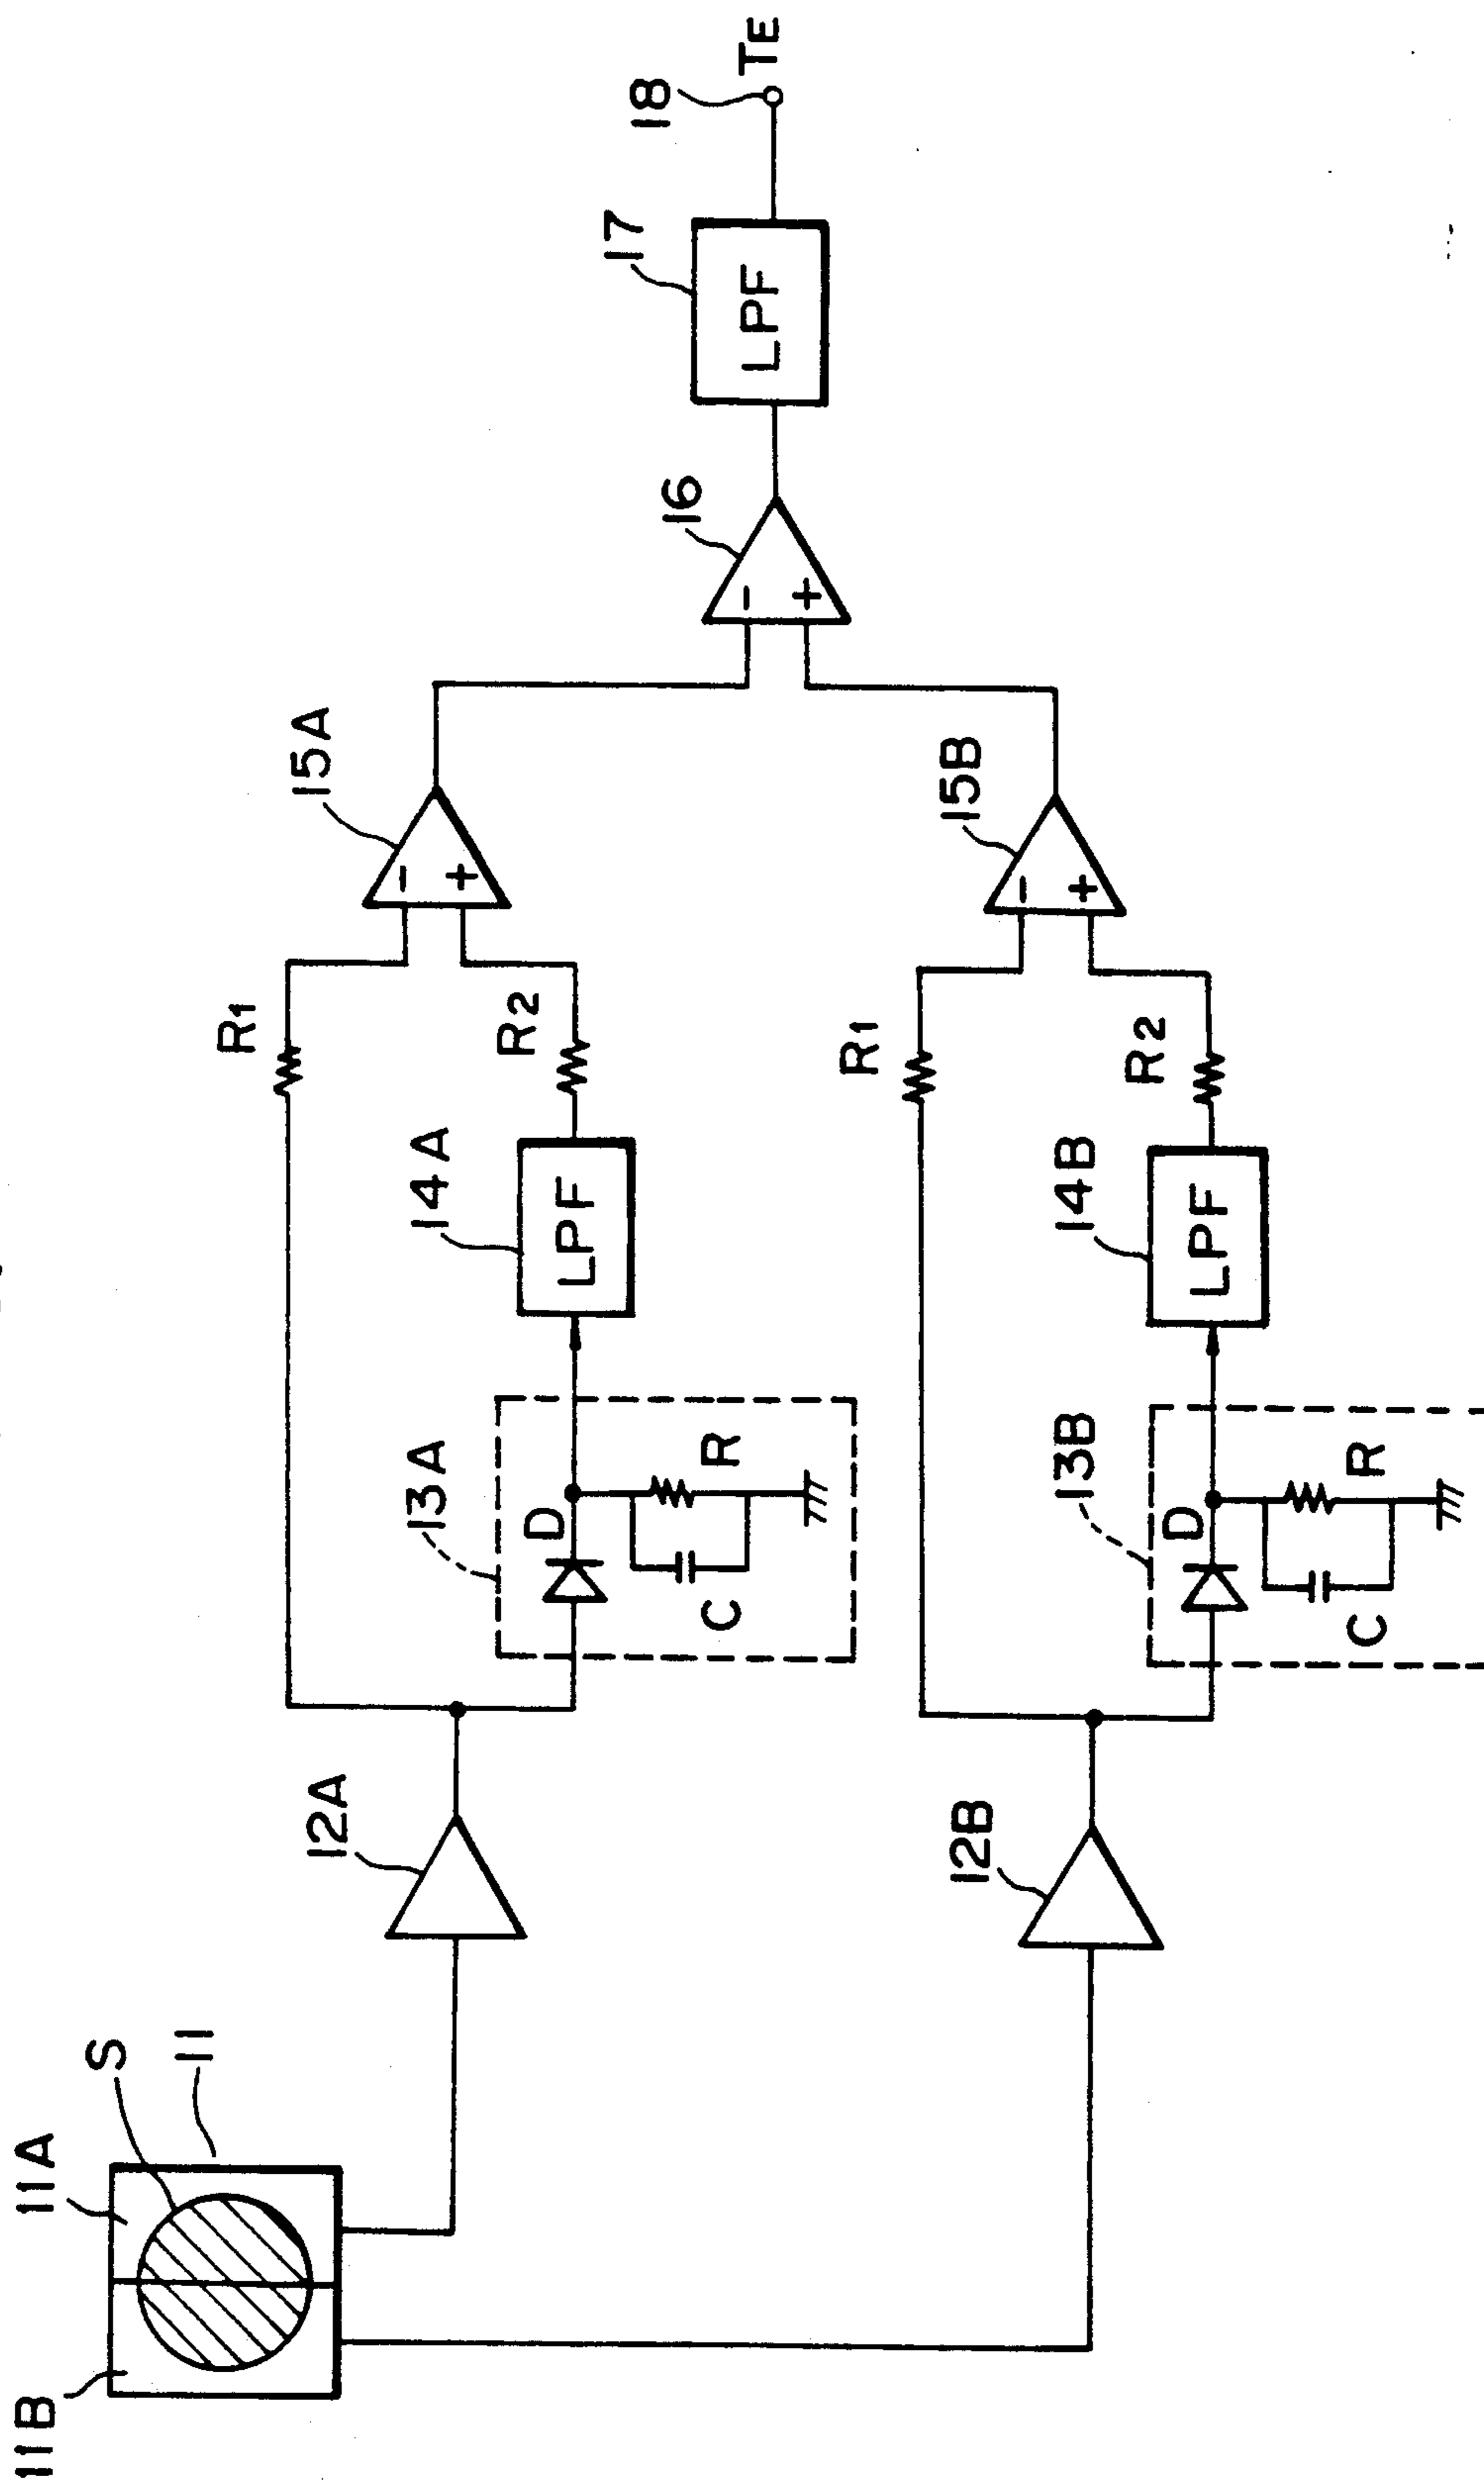 11B
11A
S
11
12A
13A
D
C
R
14A
LPF
R1
R2
15A
-
+
12B
13B
D
C
R
14B
LPF
R1
R2
15B
-
+
16
-
+
17
LPF
18
TE